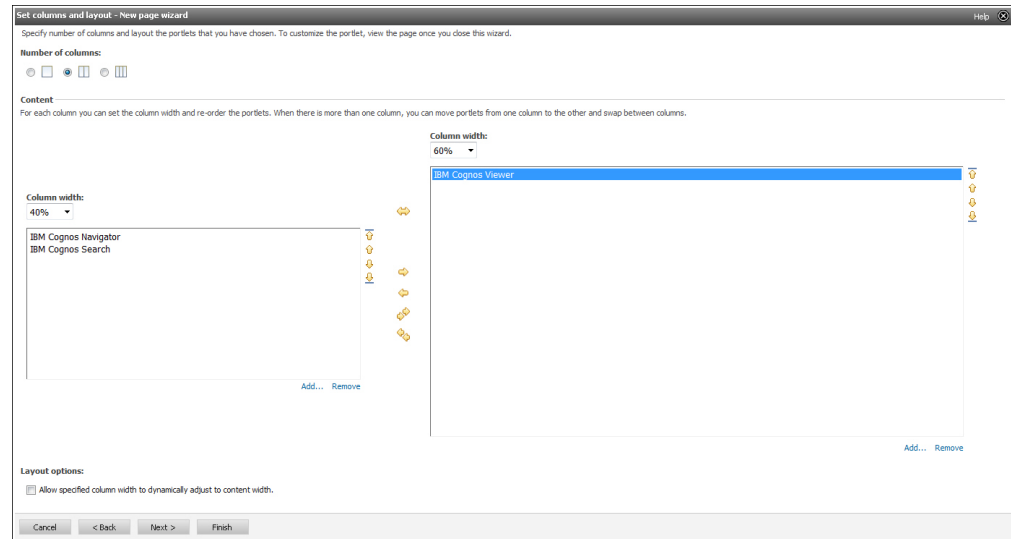 Set columns and layout - New page wizard
Help
Specify number of columns and layout the portlets that you have chosen. To customize the portlet, view the page once you close this wizard.
Number of columns:
Content
For each column you can set the column width and re-order the portlets. When there is more than one column, you can move portlets from one column to the other and swap between columns.
Column width:
40%
IBM Cognos Navigator
IBM Cognos Search
Add... Remove
Column width:
60%
IBM Cognos Viewer
Add... Remove
Layout options:
Allow specified column width to dynamically adjust to content width.
Cancel < Back Next > Finish